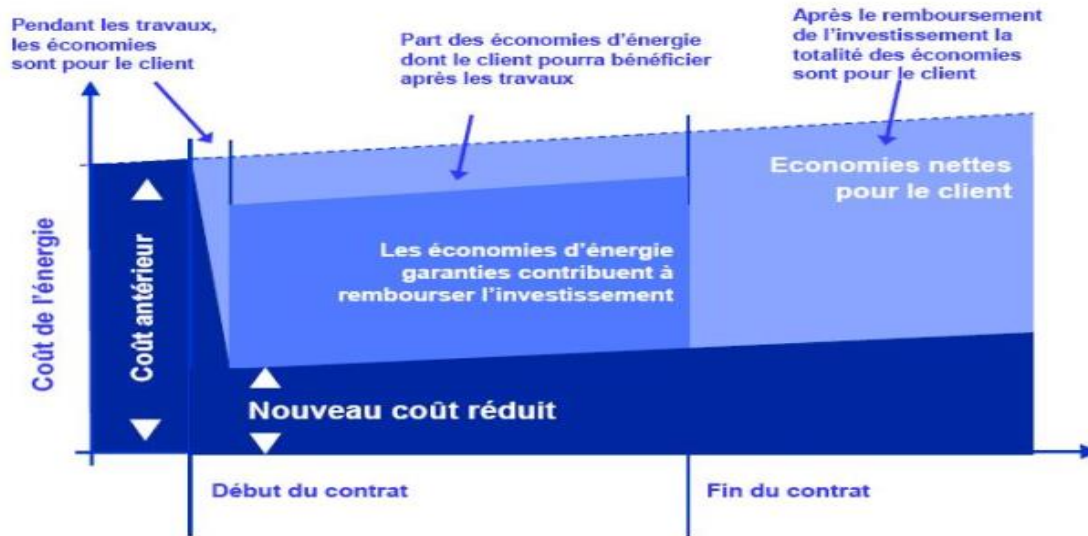 Pendant les travaux,
les économies
sont pour le client
Part des économies d'énergie
dont le client pourra bénéficier
après les travaux
Après le remboursement
de l'investissement la
totalité des économies
sont pour le client
Coût de l'énergie
Coût antérieur
Economies nettes
pour le client
Les économies d'énergie
garanties contribuent à
rembourser l'investissement
Nouveau coût réduit
Début du contrat
Fin du contrat